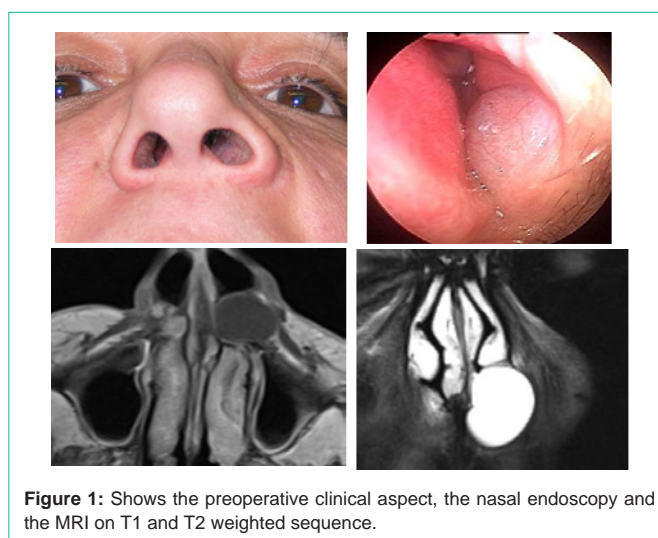 Figure 1: Shows the preoperative clinical aspect, the nasal endoscopy and
the MRI on T1 and T2 weighted sequence.